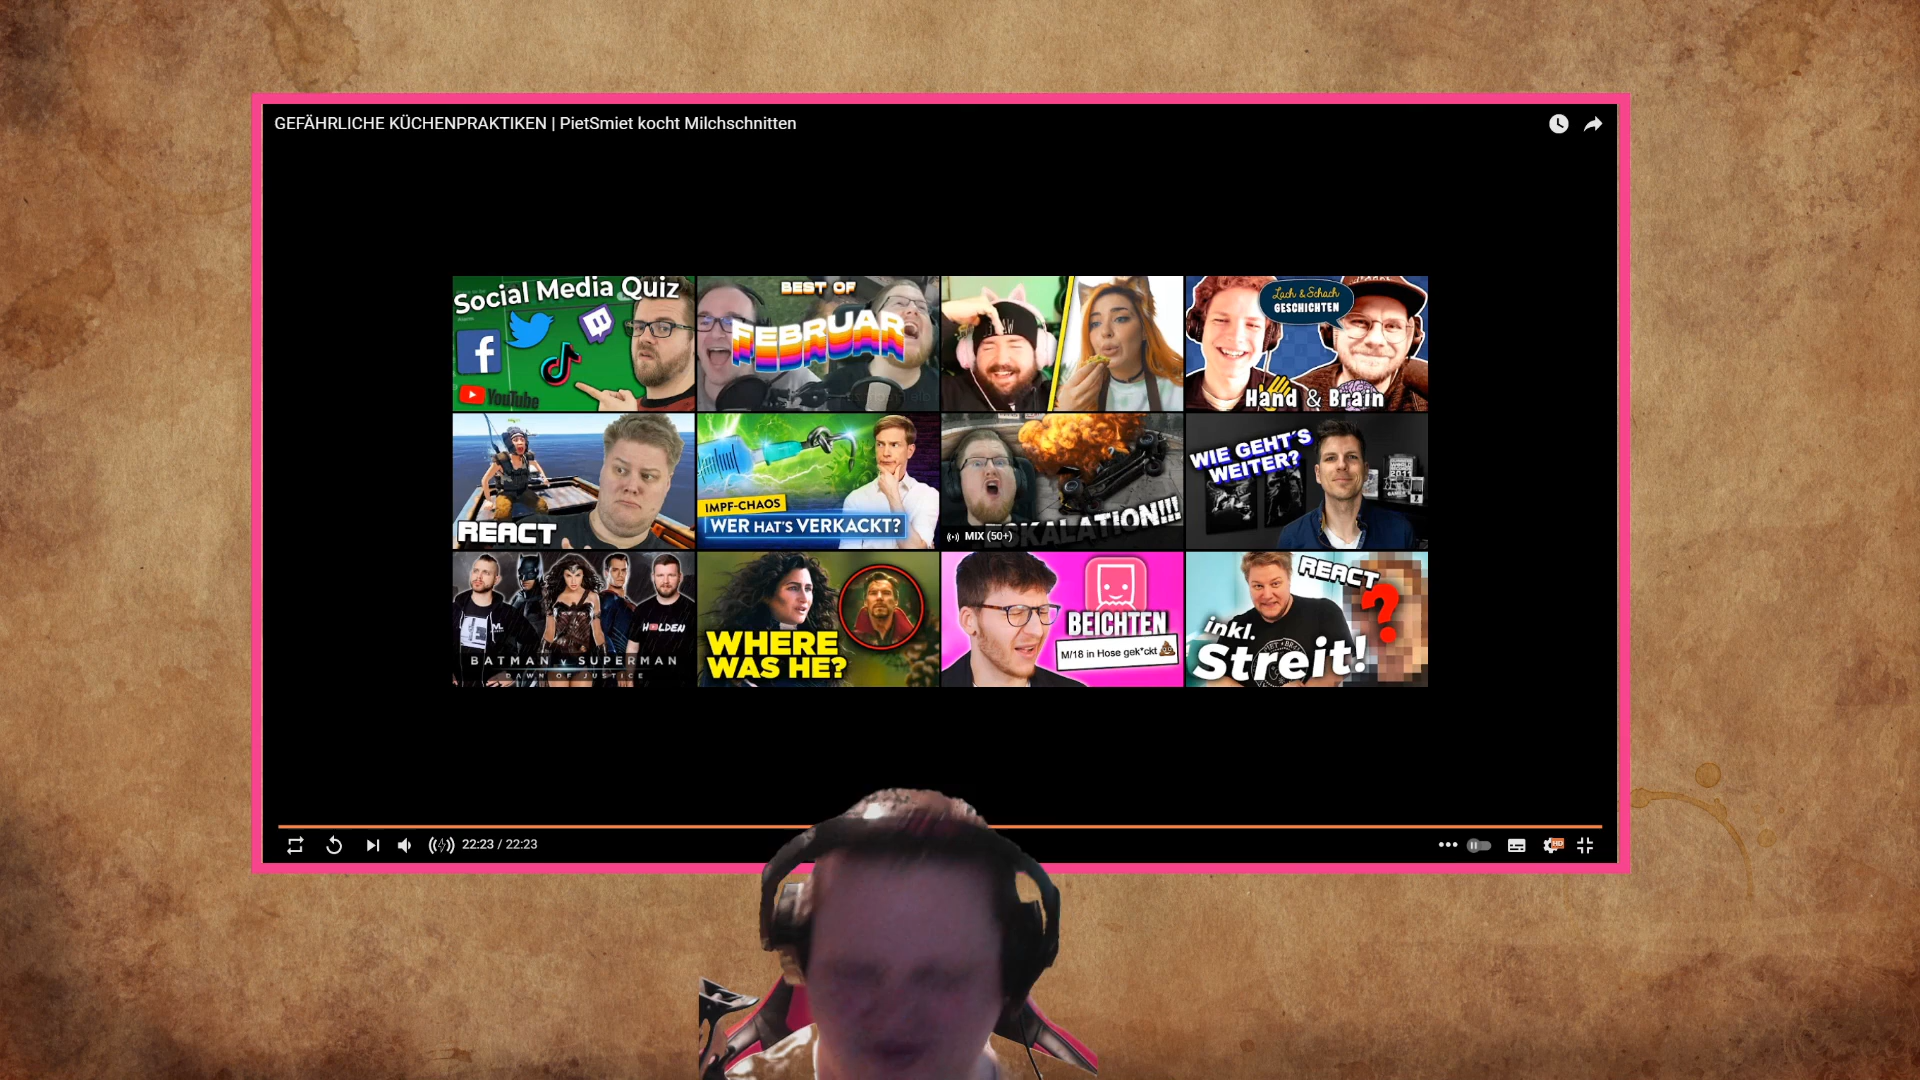 GEFÄHRLICHE KÜCHENPRAKTIKEN | PietSmiet kocht Milchschnitten
Social Media Quiz
YouTube
BEST OF
FEBRUAR
Lach & Schach
GESCHICHTEN
Hand & Brain
REACT
IMPF-CHAOS
WER HAT'S VERKACKT?
ESKALATION!!!
MIX (50+)
WIE GEHT'S
WEITER?
2011
HOLDEN
BATMAN v SUPERMAN
DAWN OF JUSTICE
WHERE
WAS HE?
BEICHTEN
M/18 in Hose gek*ckt
REACT
inkl.
Streit!
22:23 / 22:23
HD